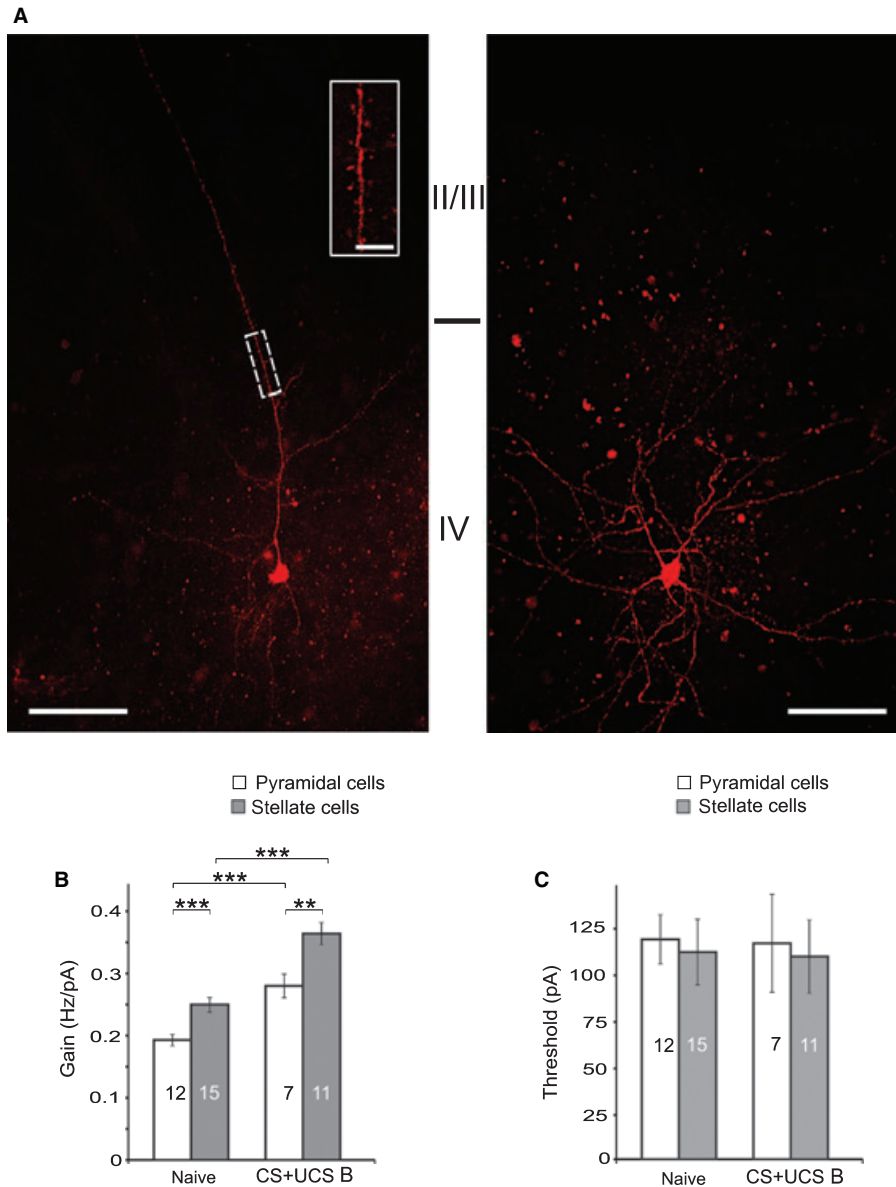 A
II/III
IV
Pyramidal cells
Stellate cells
B
***
***
***
**
Gain (Hz/pA)
0.4
0.3
0.2
0.1
0
12
15
7
11
Naive
CS+UCS B
Pyramidal cells
Stellate cells
C
Threshold (pA)
125
100
75
50
25
0
12
15
7
11
Naive
CS+UCS B